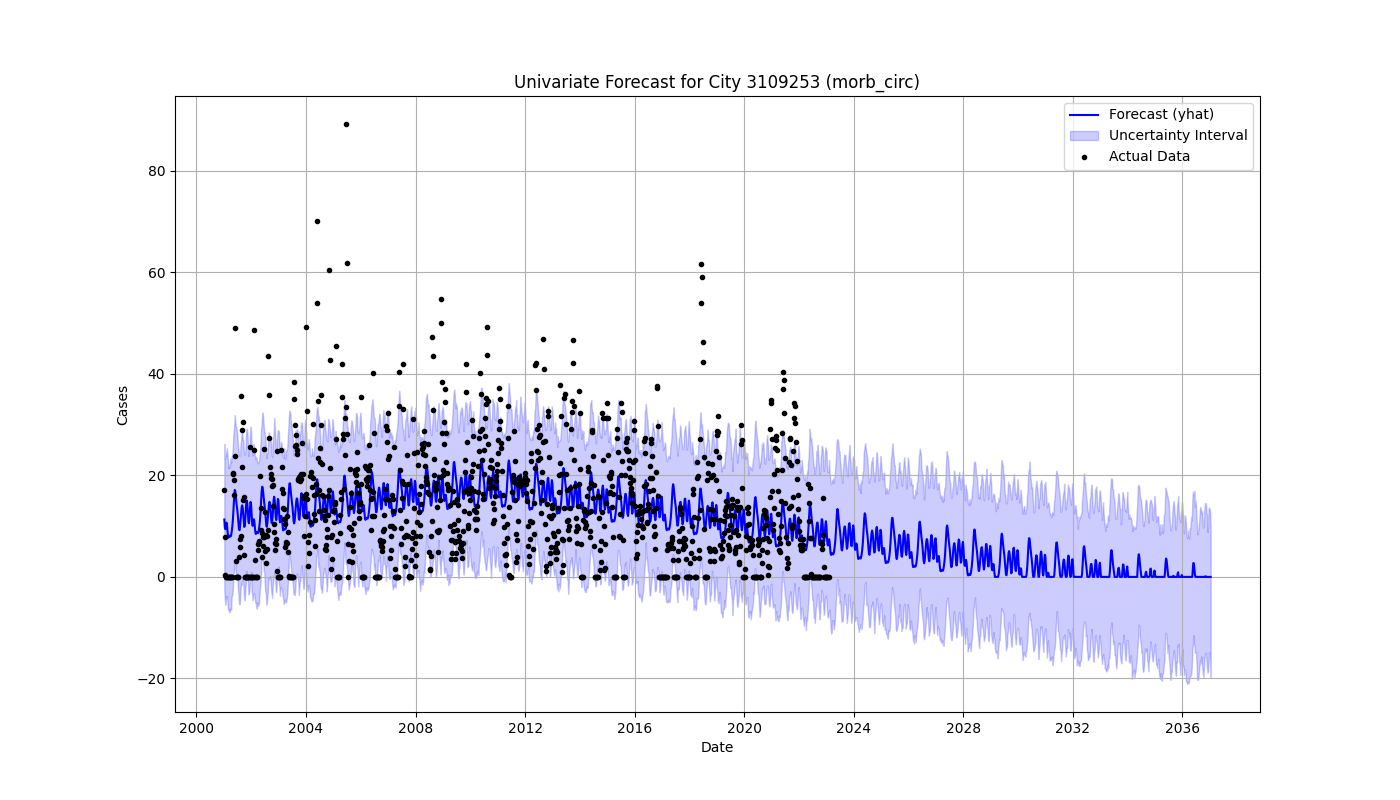 Univariate Forecast for City 3109253 (morb_circ)
Forecast (yhat)
Uncertainty Interval
Actual Data
Cases
80
60
40
20
0
−20
2000 2004 2008 2012 2016 2020 2024 2028 2032 2036
Date